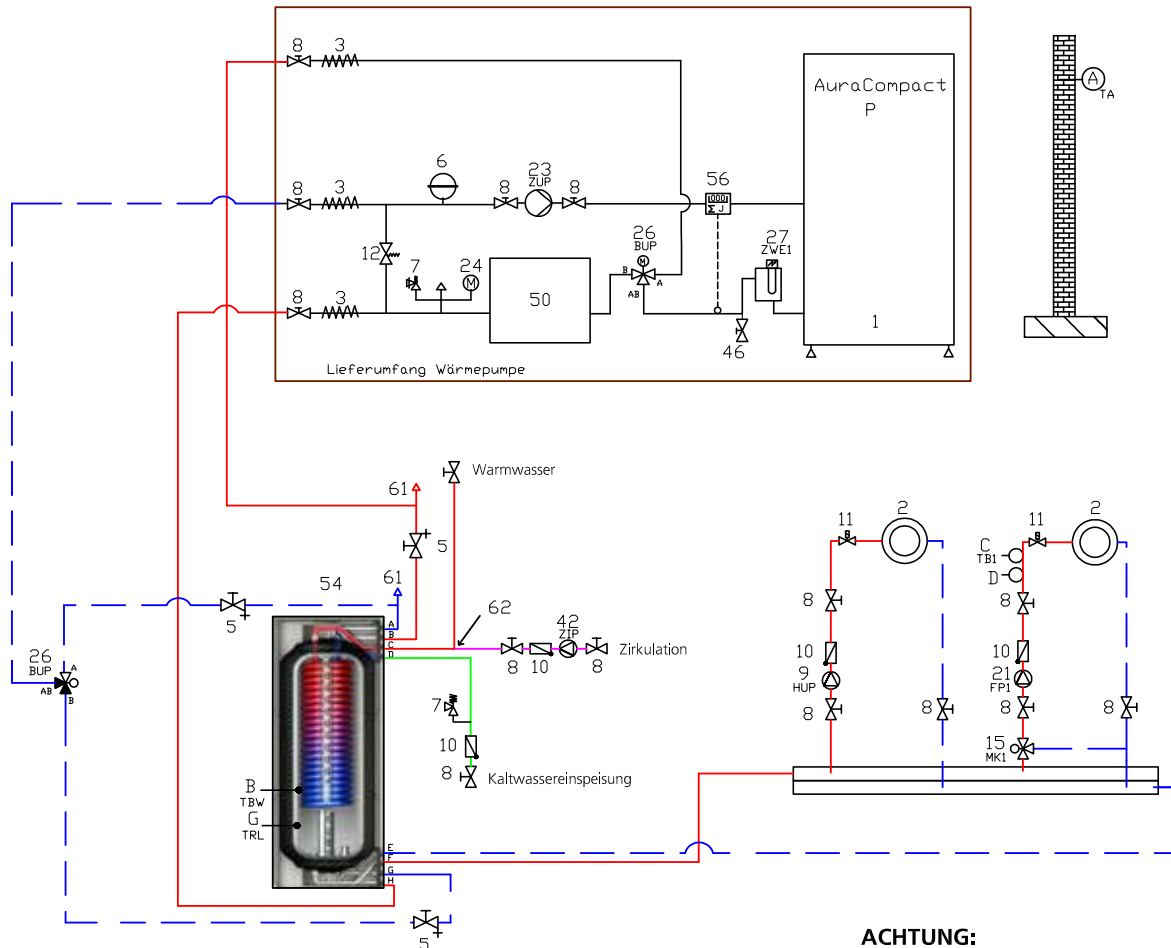 8
3
AuraCompact
P
A
TA
6
23
ZUP
8
3
8
8
56
Σ J
12
7
24
M
26
BUP
M
B
A
AB
27
ZWE1
8
3
50
46
1
Lieferumfang Wärmepumpe
Warmwasser
61
5
61
54
62
42
ZIP
8
10
8
Zirkulation
5
A
B
C
D
26
BUP
A
AB
B
7
10
8
Kaltwassereinspeisung
B
TBW
G
TRL
E
F
G
H
5
2
11
8
10
9
HUP
8
8
2
11
C
TB1
D
8
10
21
FP1
8
8
15
MK1
ACHTUNG: